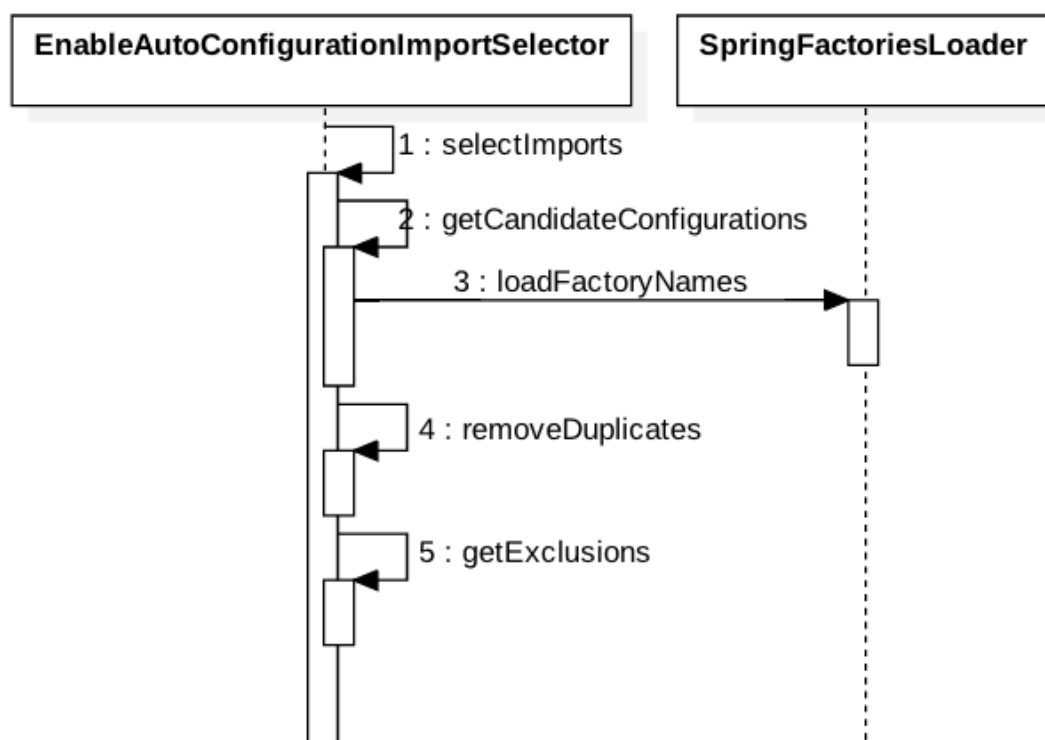 EnableAutoConfigurationImportSelector
SpringFactoriesLoader
1 : selectImports
2 : getCandidateConfigurations
3 : loadFactoryNames
4 : removeDuplicates
5 : getExclusions